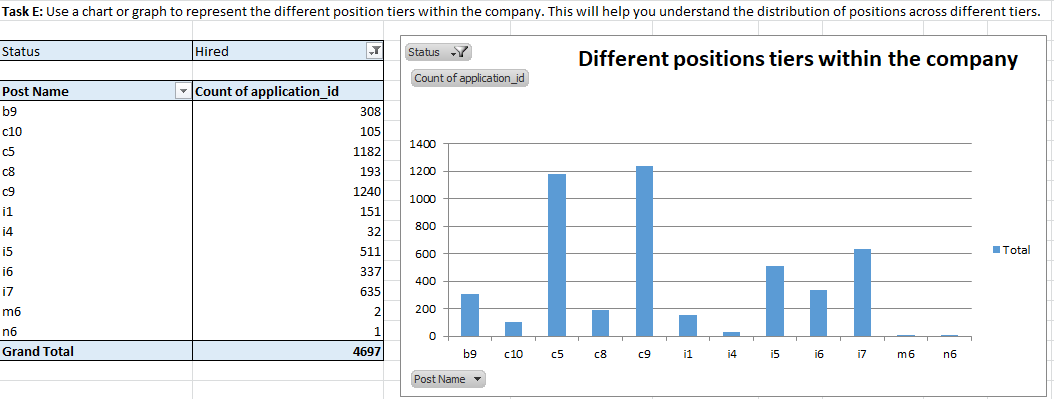 Task E: Use a chart or graph to represent the different position tiers within the company. This will help you understand the distribution of positions across different tiers.
Status Hired
Post Name Count of application_id
b9 308
c10 105
c5 1182
c8 193
c9 1240
i1 151
i4 32
i5 511
i6 337
i7 635
m6 2
n6 1
Grand Total 4697
Status
Count of application_id
Different positions tiers within the company
1400
1200
1000
800
600
400
200
0
b9 c10 c5 c8 c9 i1 i4 i5 i6 i7 m6 n6
Total
Post Name